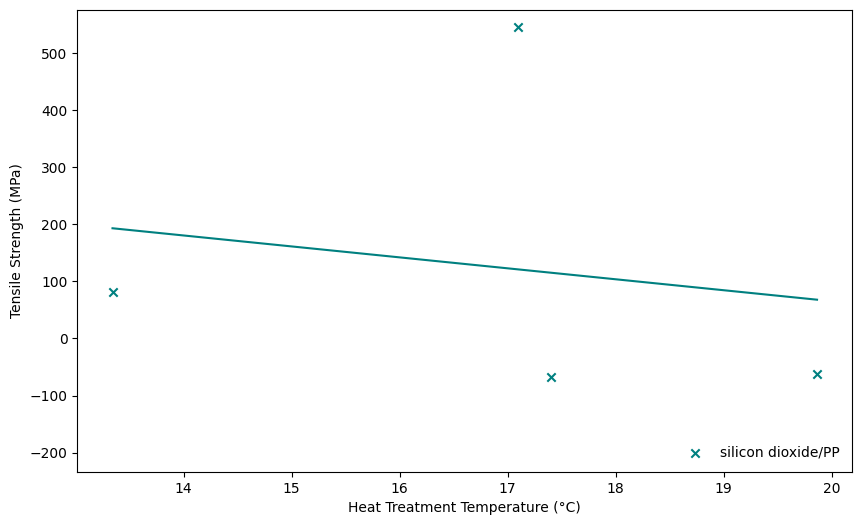 500
400
300
200
100
0
−100
−200
Tensile Strength (MPa)
silicon dioxide/PP
14 15 16 17 18 19 20
Heat Treatment Temperature (°C)